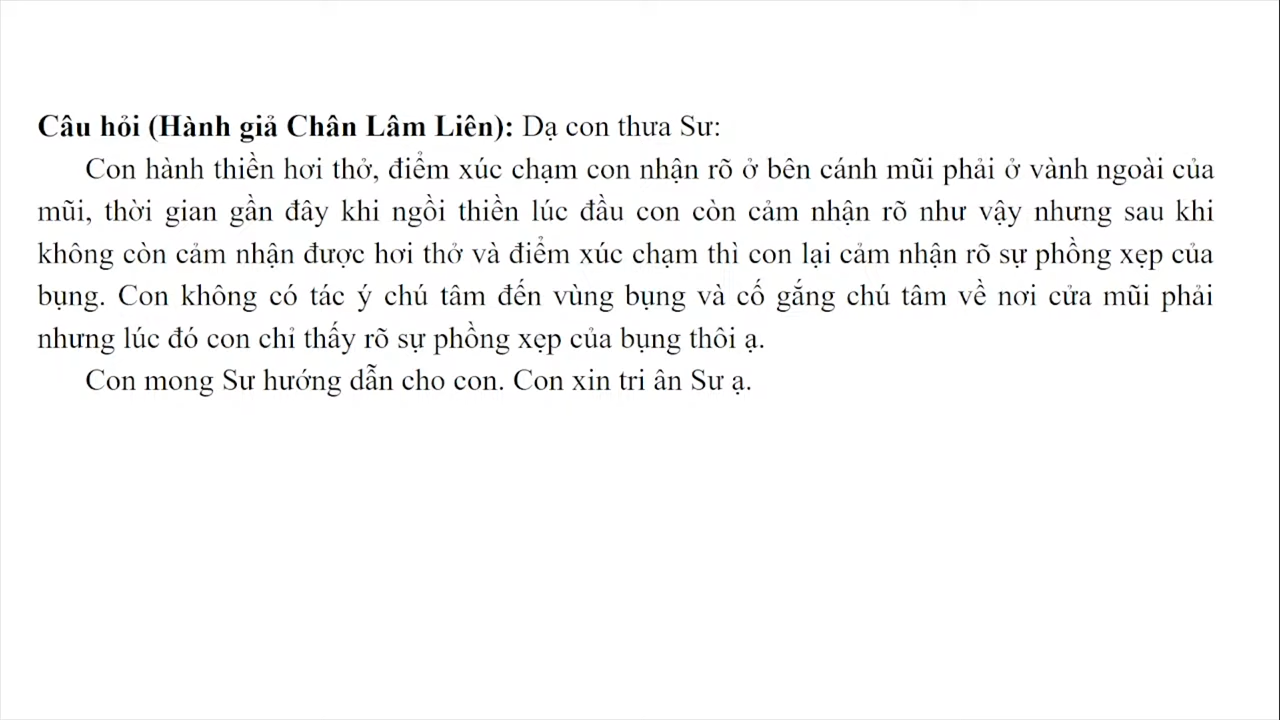 Câu hỏi (Hành giả Chân Lâm Liên): Dạ con thưa Sư:
Con hành thiền hơi thở, điểm xúc chạm con nhận rõ ở bên cánh mũi phải ở vành ngoài của
mũi, thời gian gần đây khi ngồi thiền lúc đầu con còn cảm nhận rõ như vậy nhưng sau khi
không còn cảm nhận được hơi thở và điểm xúc chạm thì con lại cảm nhận rõ sự phồng xẹp của
bụng. Con không có tác ý chú tâm đến vùng bụng và cố gắng chú tâm về nơi cửa mũi phải
nhưng lúc đó con chỉ thấy rõ sự phồng xẹp của bụng thôi ạ.
Con mong Sư hướng dẫn cho con. Con xin tri ân Sư ạ.